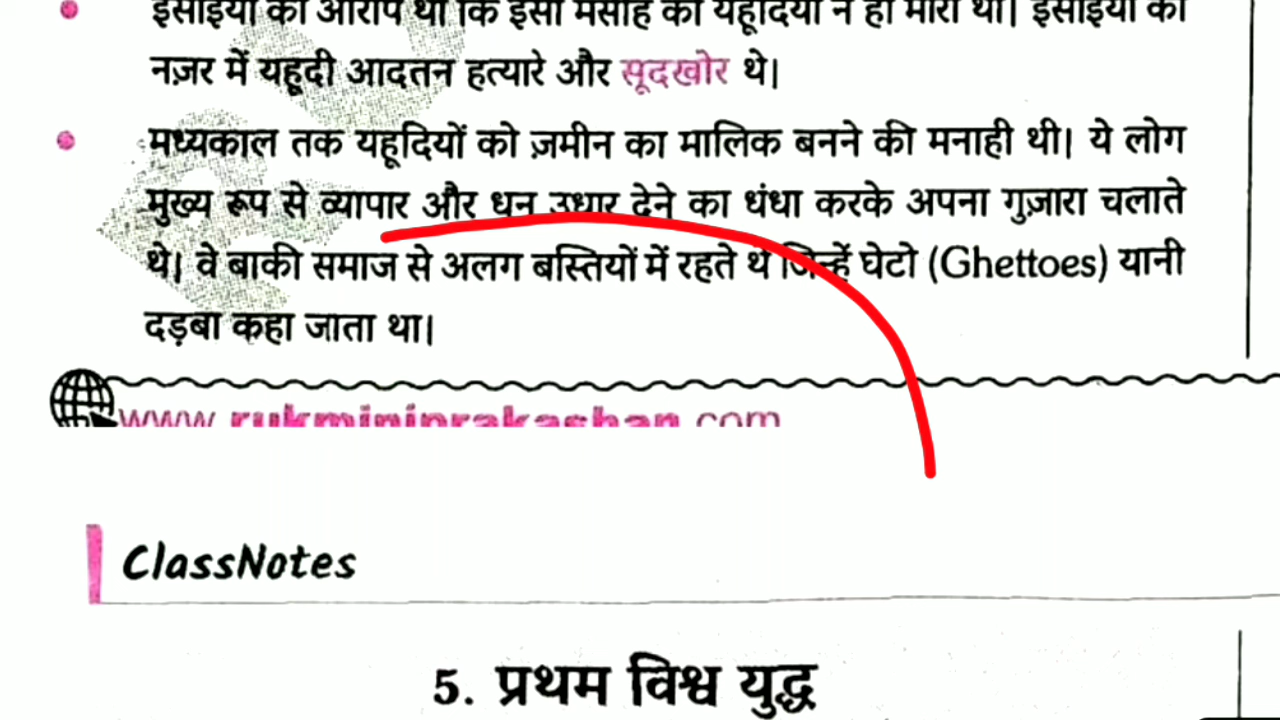 इसाइयों का आरोप था कि ईसा मसीह को यहूदियों ने ही मारा था। इसाइयों की
नज़र में यहूदी आदतन हत्यारे और सूदखोर थे।
मध्यकाल तक यहूदियों को ज़मीन का मालिक बनने की मनाही थी। ये लोग
मुख्य रूप से व्यापार और धन उधार देने का धंधा करके अपना गुज़ारा चलाते
थे। वे बाकी समाज से अलग बस्तियों में रहते थे जिन्हें घेटो (Ghettoes) यानी
दड़बा कहा जाता था।
www.rukminiprakashan.com
ClassNotes
5. प्रथम विश्व युद्ध